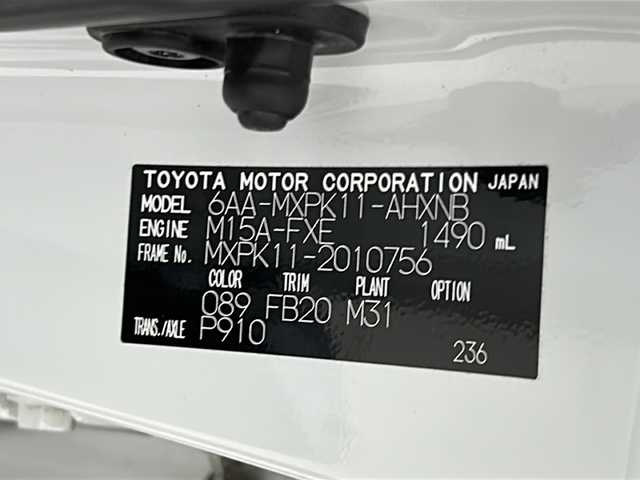 TOYOTA MOTOR CORPORATION JAPAN
MODEL 6AA-MXPK11-AHXNB
ENGINE M15A-FXE 1490 mL
FRAME No. MXPK11-2010756
COLOR TRIM PLANT OPTION
089 FB20 M31
TRANS./AXLE P910
236